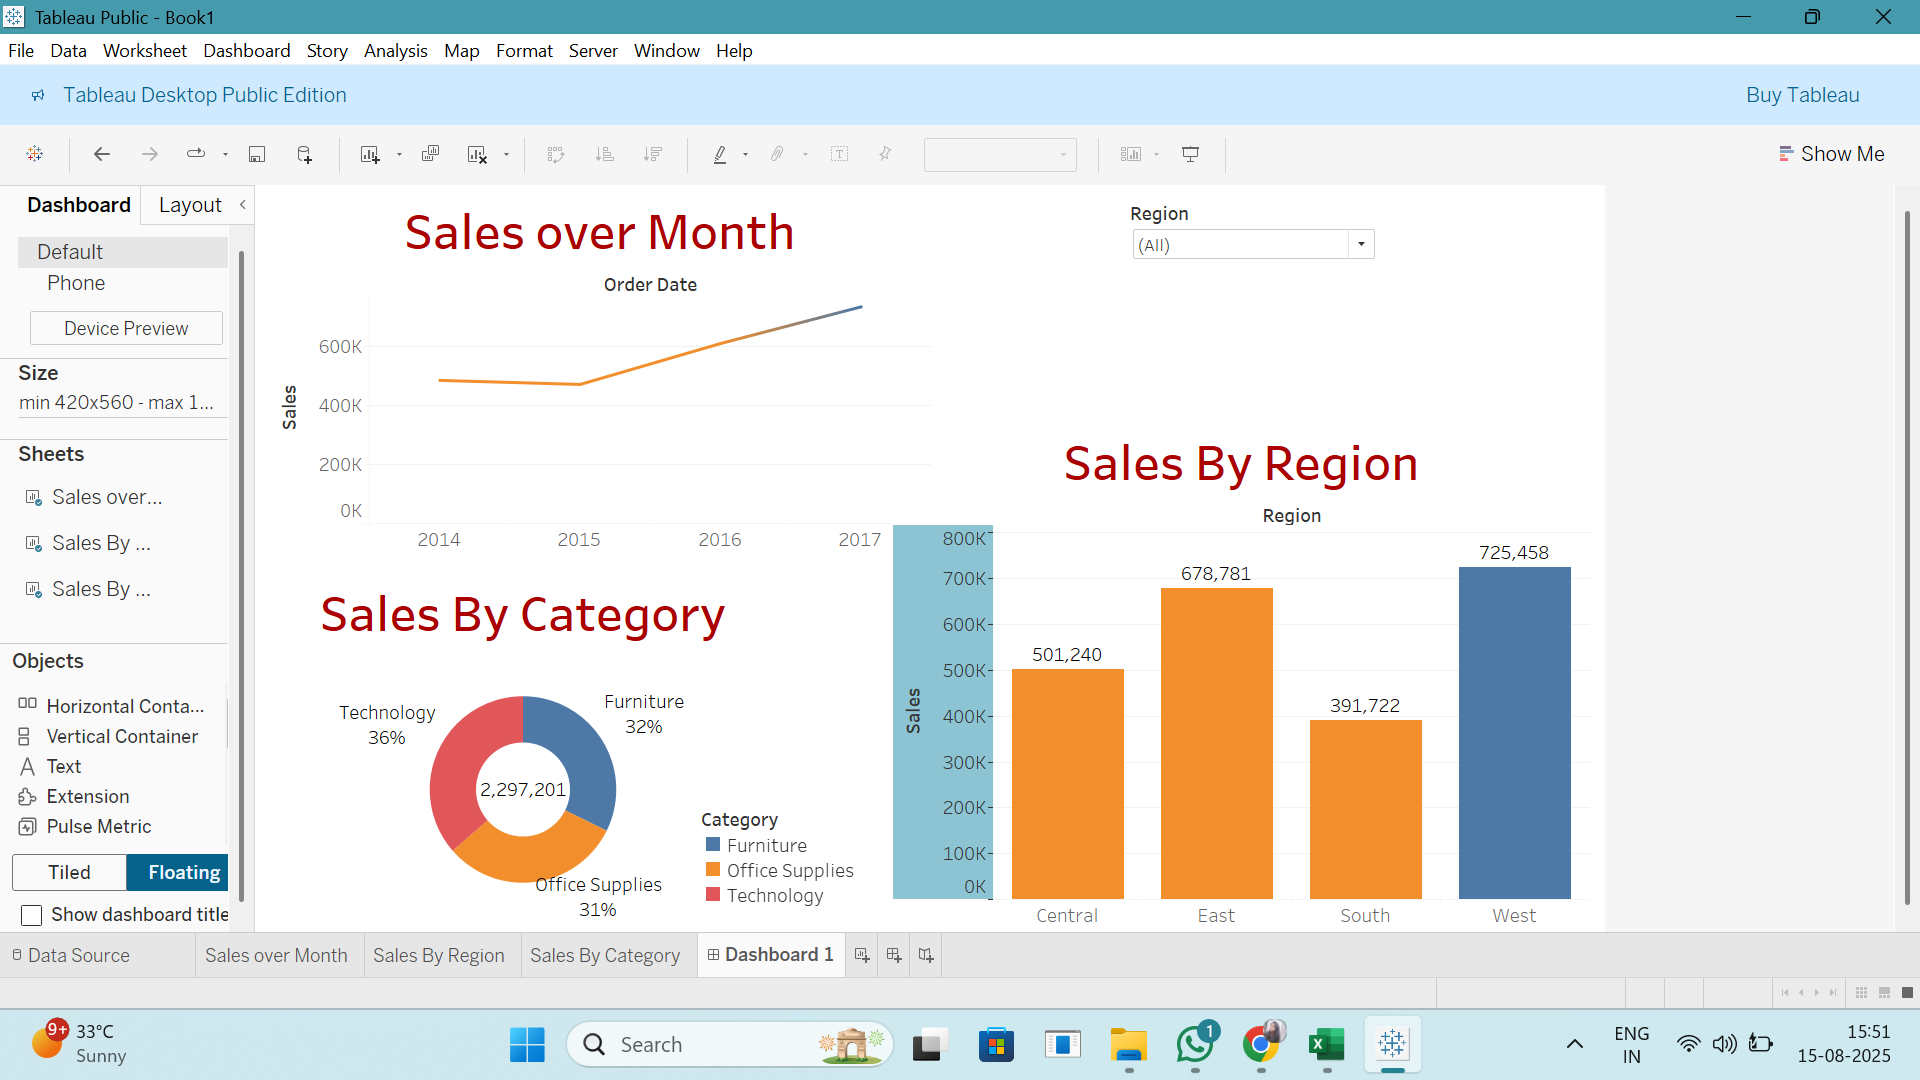 Tableau Public - Book1
File Data Worksheet Dashboard Story Analysis Map Format Server Window Help
Tableau Desktop Public Edition
Buy Tableau
Show Me
Dashboard
Layout
Default
Phone
Device Preview
Size
min 420x560 - max 1...
Sheets
Sales over...
Sales By ...
Sales By ...
Objects
Horizontal Conta...
Vertical Container
Text
Extension
Pulse Metric
Tiled
Floating
Show dashboard title
Sales over Month
Order Date
Sales
600K
400K
200K
0K
2014
2015
2016
2017
Region
(All)
Sales By Category
Technology
36%
Furniture
32%
2,297,201
Office Supplies
31%
Category
Furniture
Office Supplies
Technology
Sales By Region
Region
Sales
800K
700K
600K
500K
400K
300K
200K
100K
0K
501,240
678,781
391,722
725,458
Central
East
South
West
Data Source
Sales over Month
Sales By Region
Sales By Category
Dashboard 1
9+
33°C
Sunny
Search
1
ENG
IN
15:51
15-08-2025